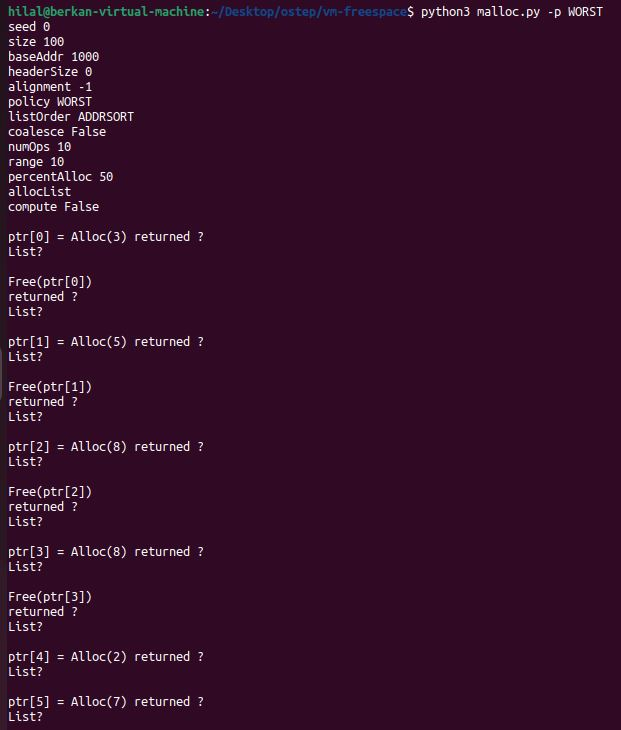 hilal@berkan-virtual-machine:~/Desktop/ostep/vm-freespace$ python3 malloc.py -p WORST
seed 0
size 100
baseAddr 1000
headerSize 0
alignment -1
policy WORST
listOrder ADDRSORT
coalesce False
numOps 10
range 10
percentAlloc 50
allocList
compute False
ptr[0] = Alloc(3) returned ?
List?
Free(ptr[0])
returned ?
List?
ptr[1] = Alloc(5) returned ?
List?
Free(ptr[1])
returned ?
List?
ptr[2] = Alloc(8) returned ?
List?
Free(ptr[2])
returned ?
List?
ptr[3] = Alloc(8) returned ?
List?
Free(ptr[3])
returned ?
List?
ptr[4] = Alloc(2) returned ?
List?
ptr[5] = Alloc(7) returned ?
List?